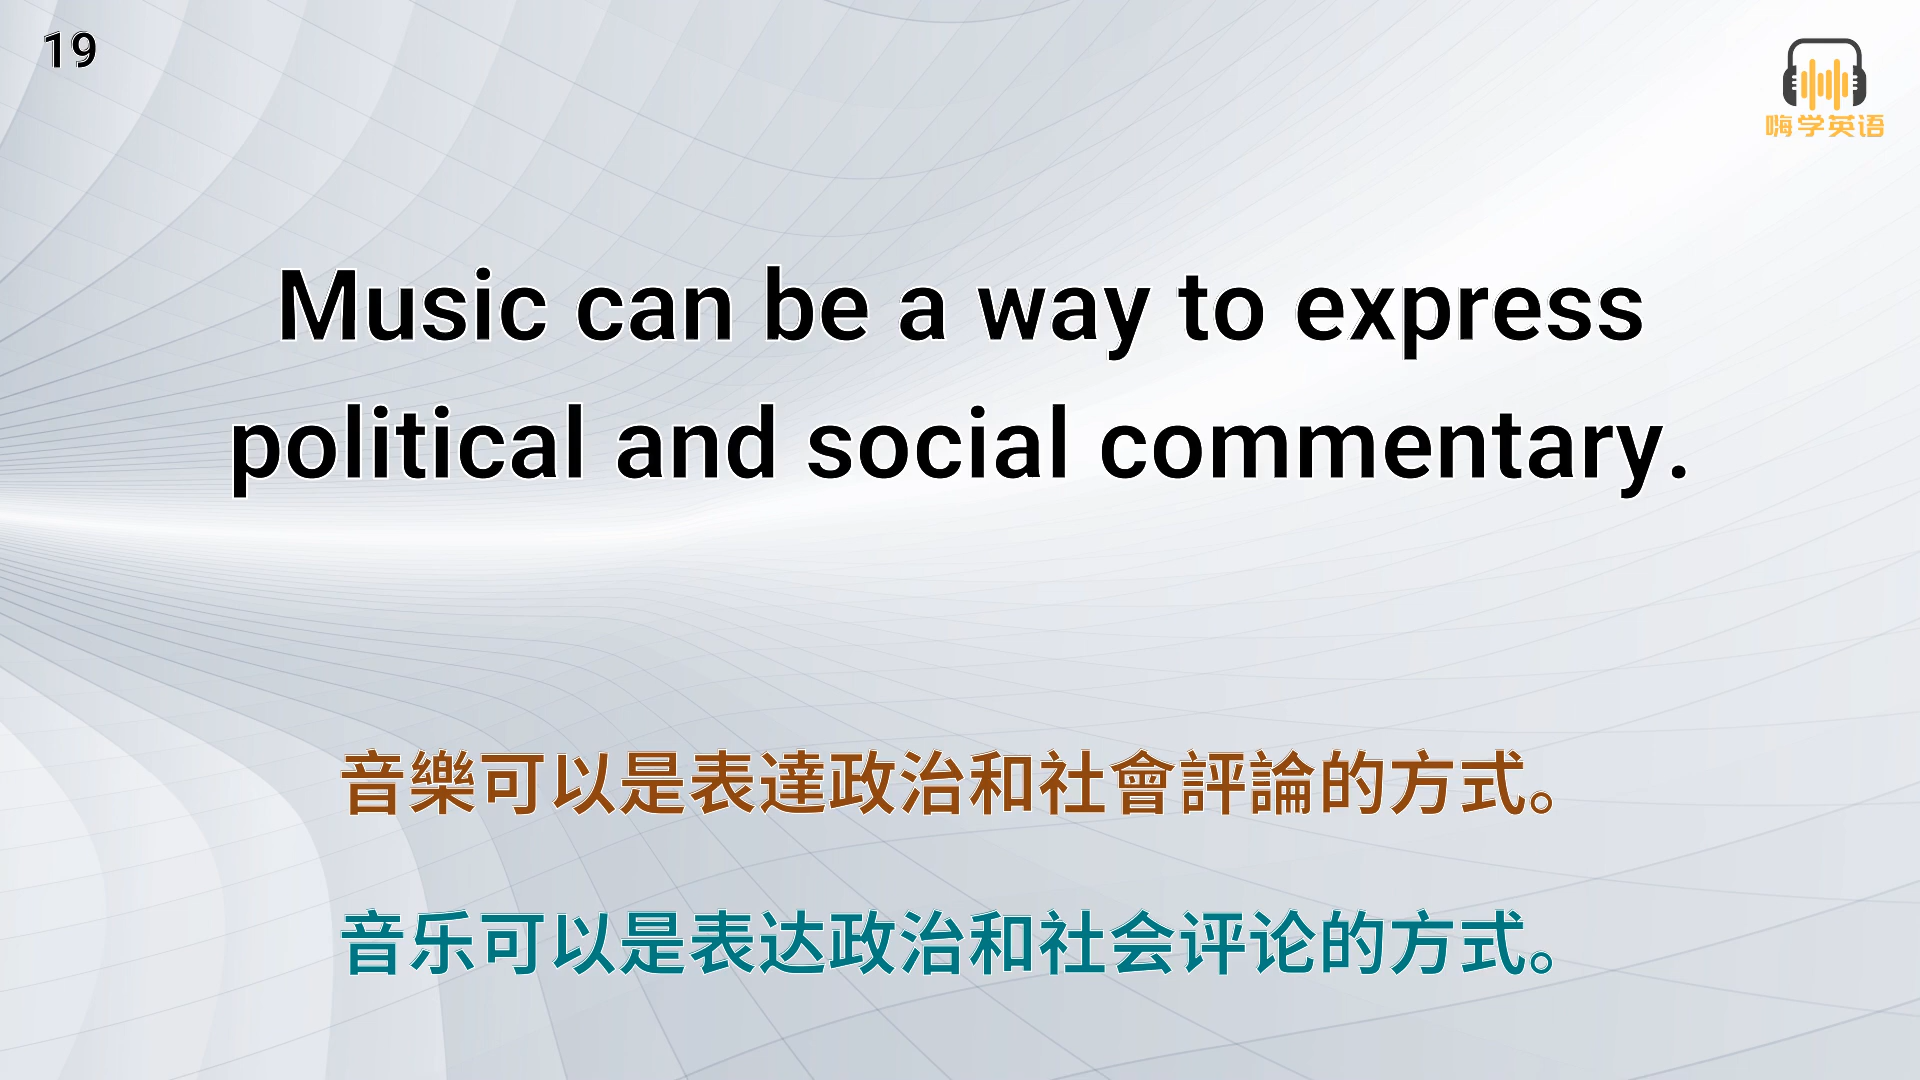 19
嗨学英语
Music can be a way to express
political and social commentary.
音樂可以是表達政治和社會評論的方式。
音乐可以是表达政治和社会评论的方式。